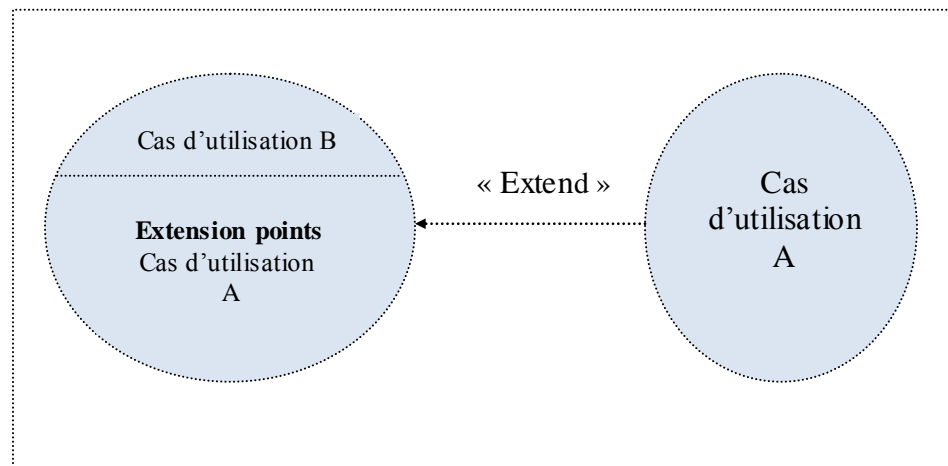 Cas d’utilisation B
Extension points
Cas d’utilisation
A
« Extend »
Cas
d’utilisation
A